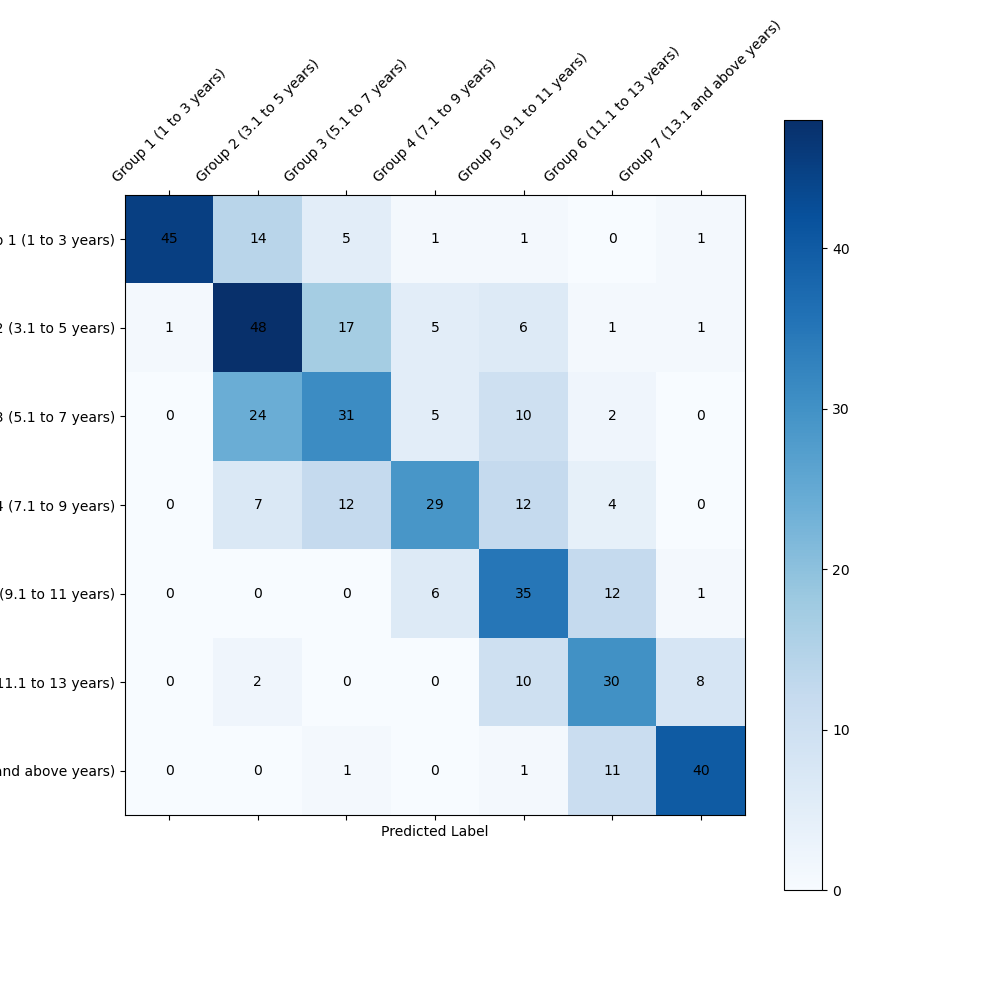 Group 1 (1 to 3 years)
Group 2 (3.1 to 5 years)
Group 3 (5.1 to 7 years)
Group 4 (7.1 to 9 years)
Group 5 (9.1 to 11 years)
Group 6 (11.1 to 13 years)
Group 7 (13.1 and above years)
1 (1 to 3 years) 45 14 5 1 1 0 1
(3.1 to 5 years) 1 48 17 5 6 1 1
(5.1 to 7 years) 0 24 31 5 10 2 0
(7.1 to 9 years) 0 7 12 29 12 4 0
(9.1 to 11 years) 0 0 0 6 35 12 1
11.1 to 13 years) 0 2 0 0 10 30 8
and above years) 0 0 1 0 1 11 40
Predicted Label
40
30
20
10
0